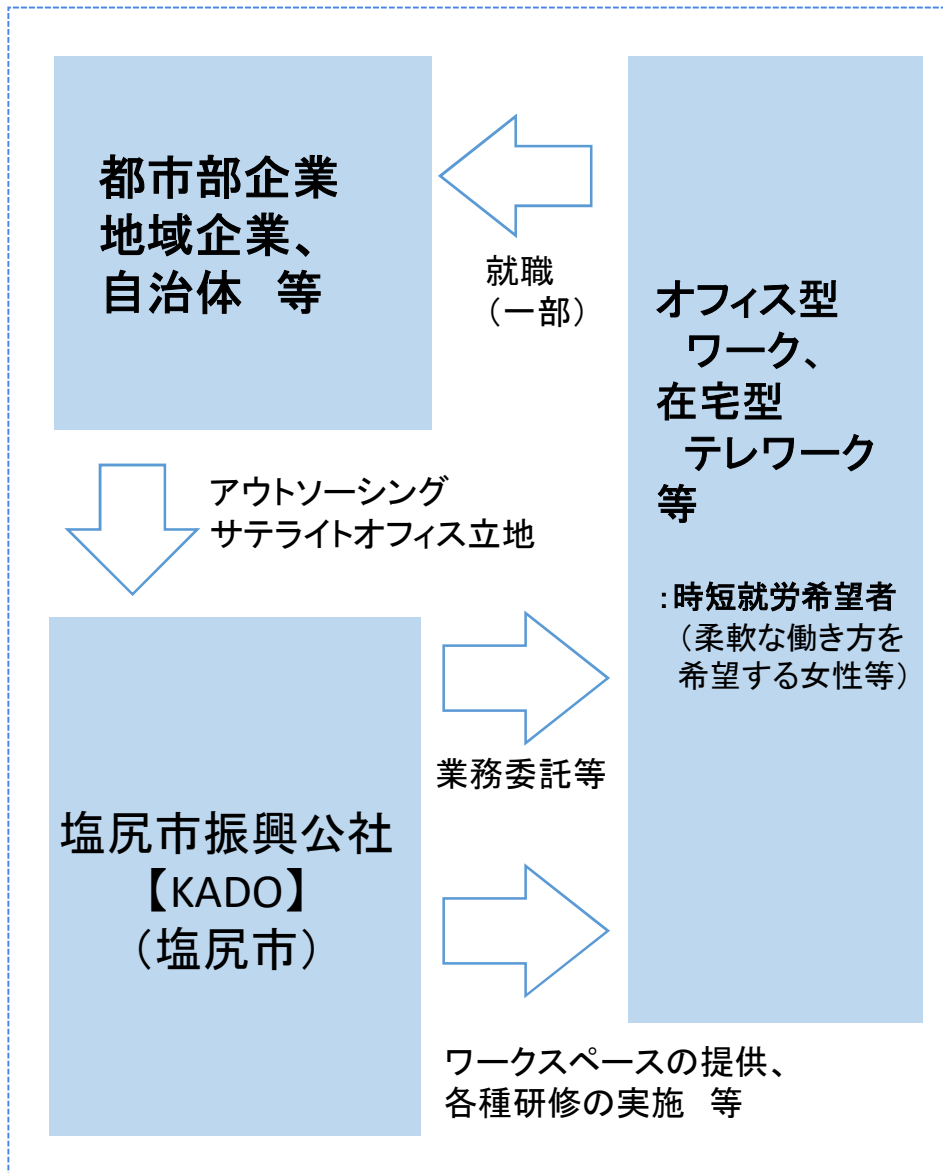 都市部企業
地域企業、
自治体　等
就職
（一部）
オフィス型
ワーク、
在宅型
テレワーク
等
：時短就労希望者
（柔軟な働き方を
希望する女性等）
アウトソーシング
サテライトオフィス立地
塩尻市振興公社
【KADO】
（塩尻市）
業務委託等
ワークスペースの提供、
各種研修の実施　等